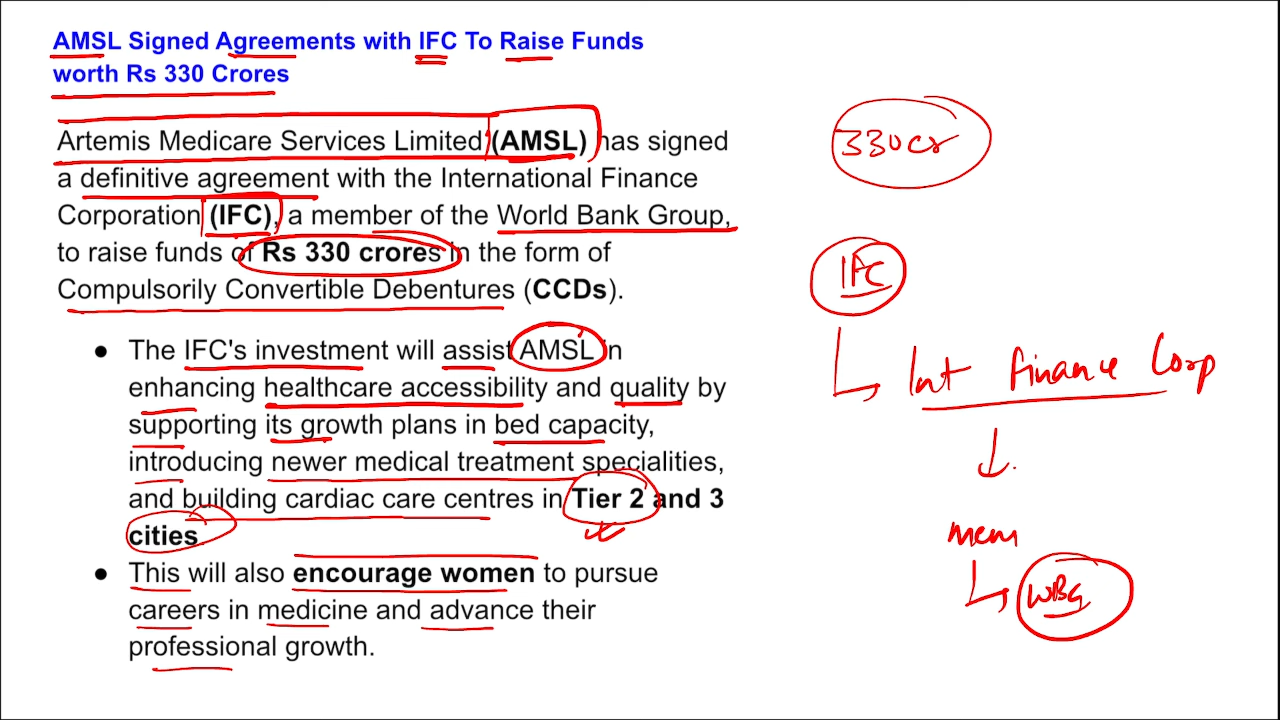 AMSL Signed Agreements with IFC To Raise Funds
worth Rs 330 Crores
Artemis Medicare Services Limited (AMSL) has signed
a definitive agreement with the International Finance
Corporation (IFC), a member of the World Bank Group,
to raise funds of Rs 330 crores in the form of
Compulsorily Convertible Debentures (CCDs).
● The IFC's investment will assist AMSL in
enhancing healthcare accessibility and quality by
supporting its growth plans in bed capacity,
introducing newer medical treatment specialities,
and building cardiac care centres in Tier 2 and 3
cities
● This will also encourage women to pursue
careers in medicine and advance their
professional growth.
330cr
IFC
Int Finance Corp
mem
WBG